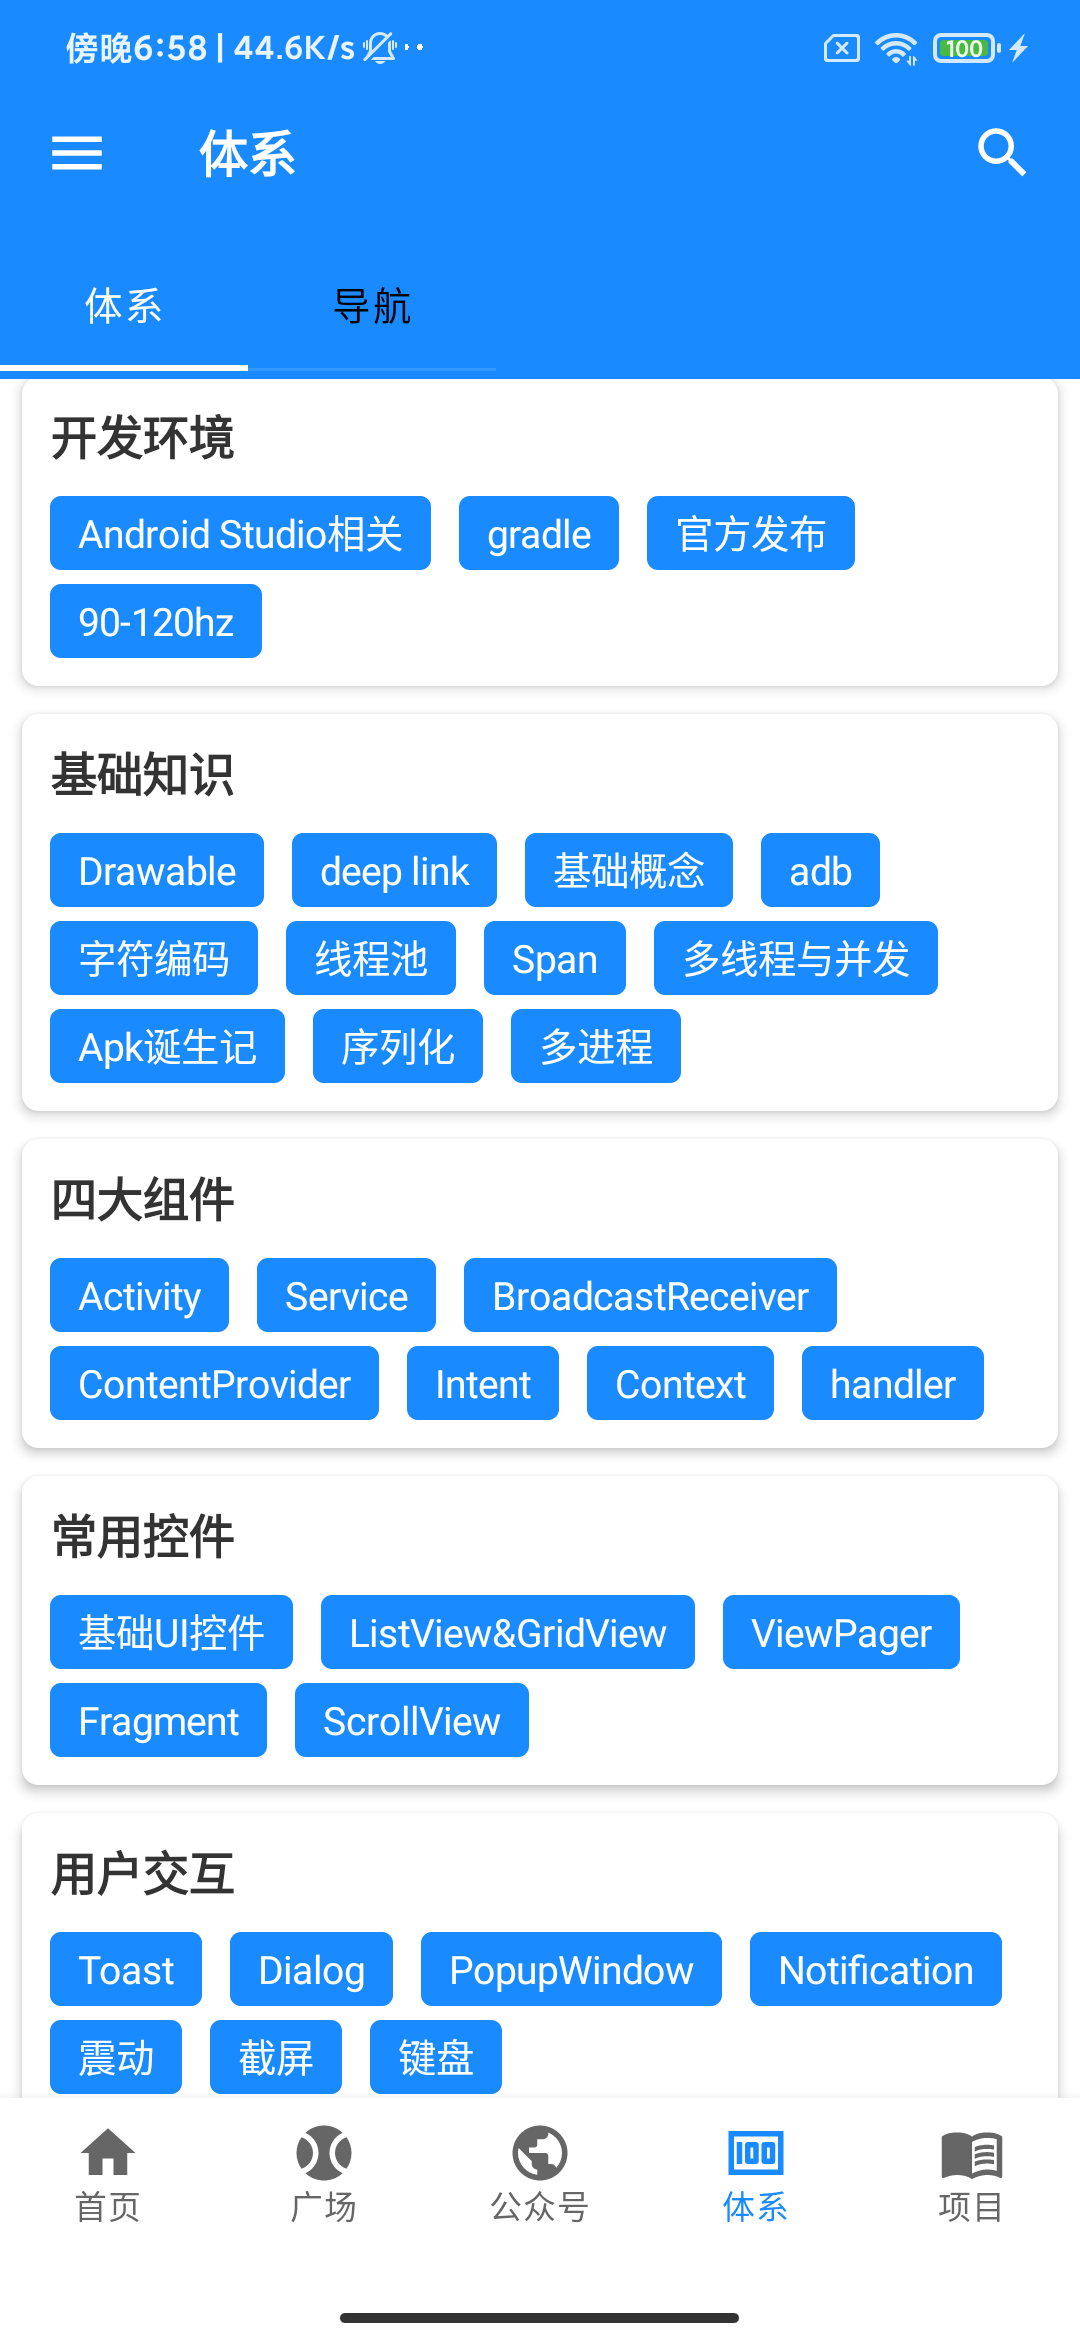 傍晚6:58 | 44.6K/s
100
体系
体系 导航
开发环境
Android Studio相关 gradle 官方发布
90-120hz
基础知识
Drawable deep link 基础概念 adb
字符编码 线程池 Span 多线程与并发
Apk诞生记 序列化 多进程
四大组件
Activity Service BroadcastReceiver
ContentProvider Intent Context handler
常用控件
基础UI控件 ListView&GridView ViewPager
Fragment ScrollView
用户交互
Toast Dialog PopupWindow Notification
震动 截屏 键盘
100
首页 广场 公众号 体系 项目